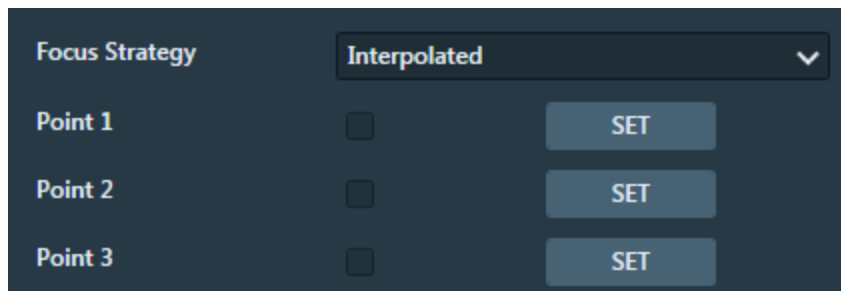 Focus Strategy Interpolated
Point 1 SET
Point 2 SET
Point 3 SET